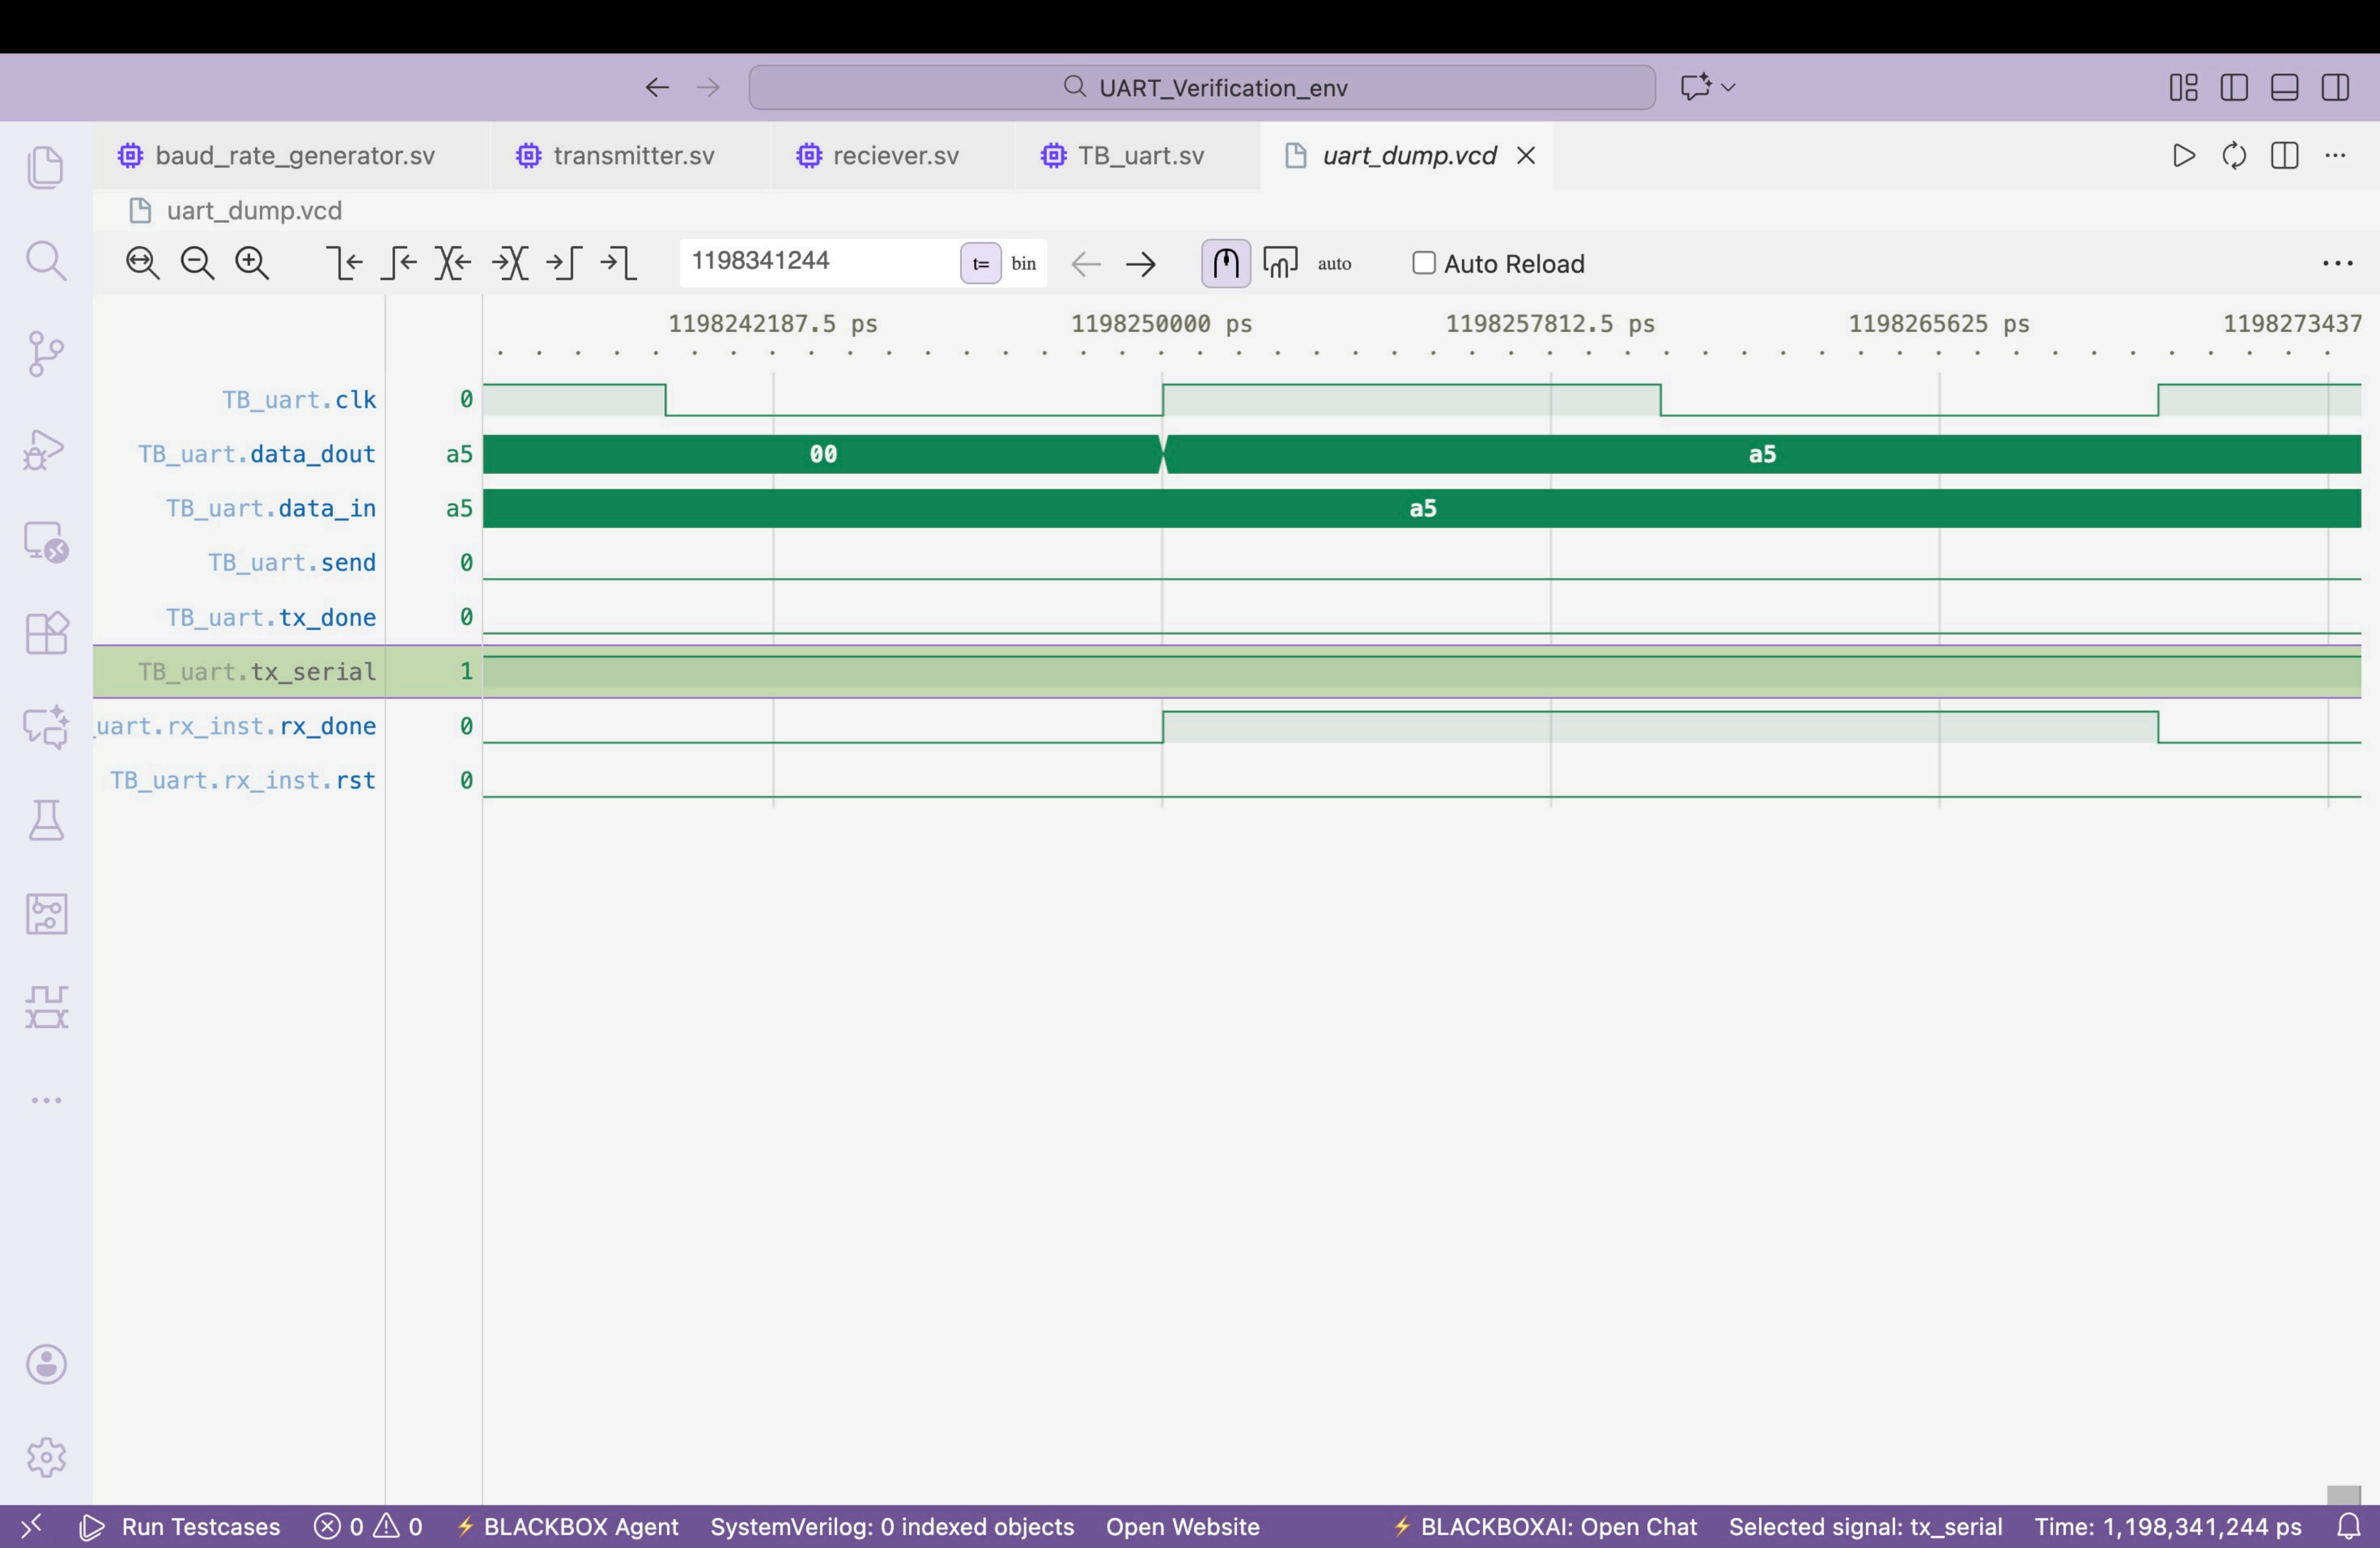 UART_Verification_env
baud_rate_generator.sv transmitter.sv reciever.sv TB_uart.sv uart_dump.vcd
uart_dump.vcd
1198341244 t= bin auto Auto Reload
1198242187.5 ps 1198250000 ps 1198257812.5 ps 1198265625 ps 1198273437
TB_uart.clk 0
TB_uart.data_dout a5 00 a5
TB_uart.data_in a5 a5
TB_uart.send 0
TB_uart.tx_done 0
TB_uart.tx_serial 1
_uart.rx_inst.rx_done 0
TB_uart.rx_inst.rst 0
Run Testcases 0 0 BLACKBOX Agent SystemVerilog: 0 indexed objects Open Website BLACKBOXAI: Open Chat Selected signal: tx_serial Time: 1,198,341,244 ps